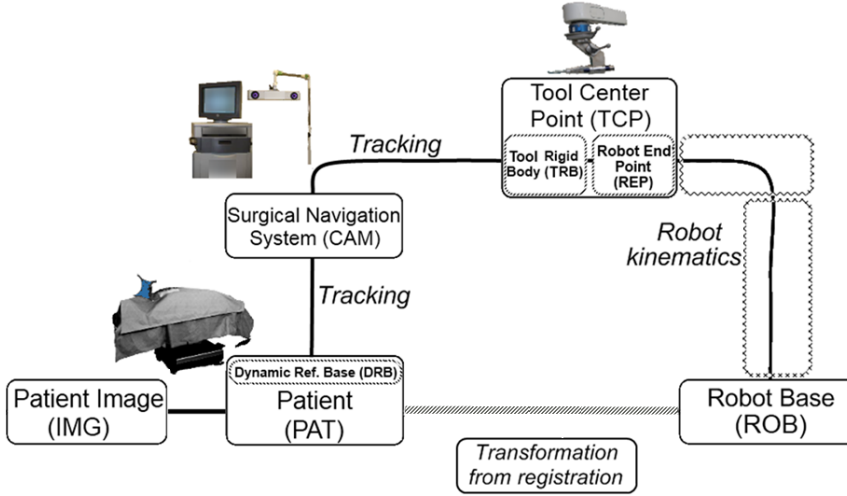 Tool Center
Point (TCP)
Tool Rigid
Body (TRB)
Robot End
Point
(REP)
Tracking
Surgical Navigation
System (CAM)
Robot
kinematics
Tracking
Dynamic Ref. Base (DRB)
Patient Image
(IMG)
Patient
(PAT)
Robot Base
(ROB)
Transformation
from registration